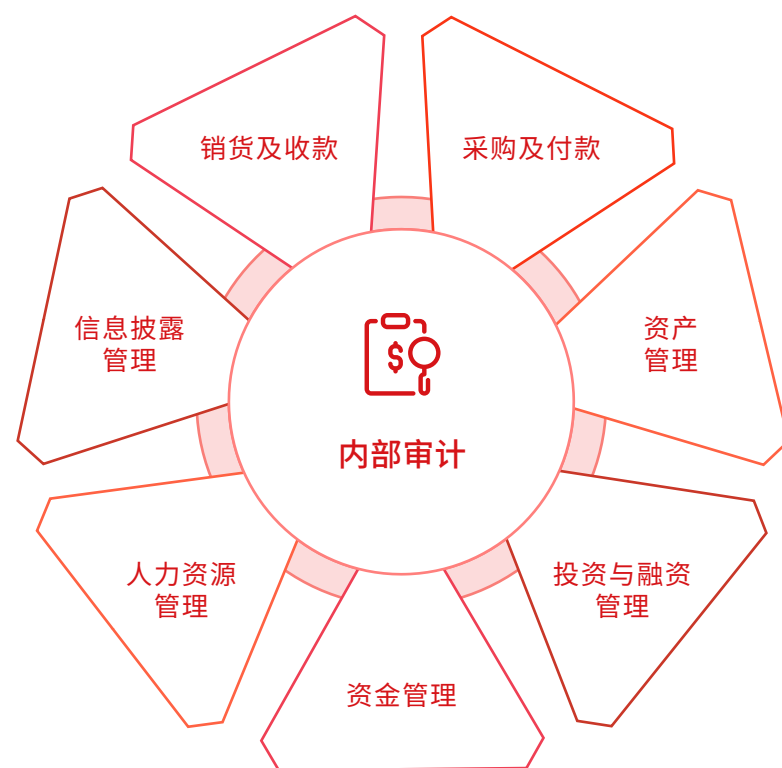 销货及收款
采购及付款
信息披露
管理
资产
管理
内部审计
人力资源
管理
投资与融资
管理
资金管理